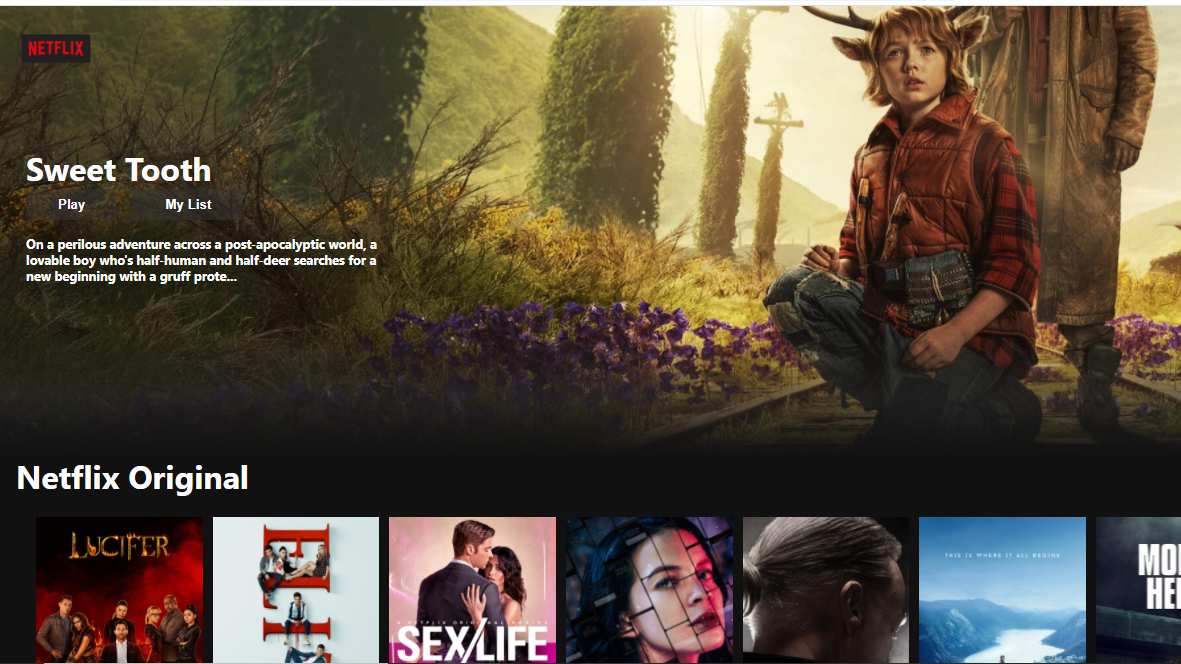 NETFLIX
Sweet Tooth
Play
My List
On a perilous adventure across a post-apocalyptic world, a
lovable boy who's half-human and half-deer searches for a
new beginning with a gruff prote...
Netflix Original
LUCIFER
THIS IS WHERE IT ALL BEGINS
A NETFLIX ORIGINAL SERIES
SEX/LIFE